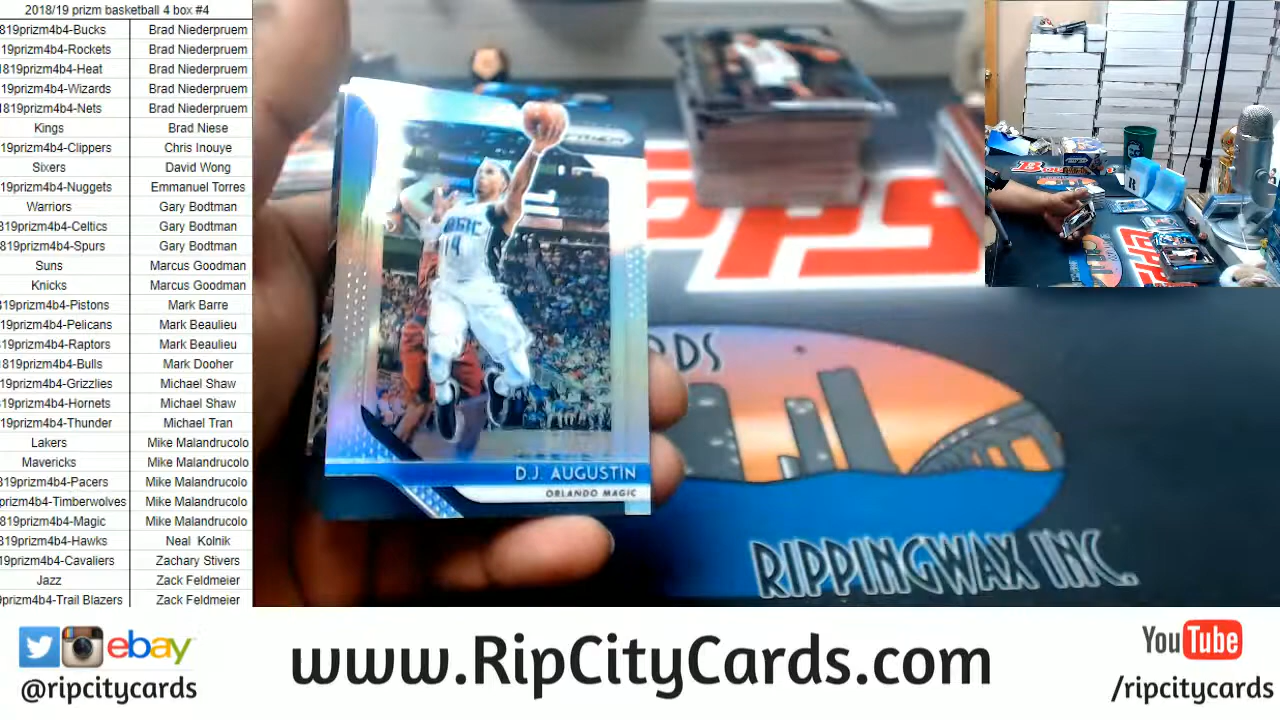 2018/19 prizm basketball 4 box #4
819prizm4b4-Bucks Brad Niederpruem
19prizm4b4-Rockets Brad Niederpruem
1819prizm4b4-Heat Brad Niederpruem
19prizm4b4-Wizards Brad Niederpruem
1819prizm4b4-Nets Brad Niederpruem
Kings Brad Niese
19prizm4b4-Clippers Chris Inouye
Sixers David Wong
19prizm4b4-Nuggets Emmanuel Torres
Warriors Gary Bodtman
819prizm4b4-Celtics Gary Bodtman
819prizm4b4-Spurs Gary Bodtman
Suns Marcus Goodman
Knicks Marcus Goodman
819prizm4b4-Pistons Mark Barre
19prizm4b4-Pelicans Mark Beaulieu
19prizm4b4-Raptors Mark Beaulieu
1819prizm4b4-Bulls Mark Dooher
19prizm4b4-Grizzlies Michael Shaw
819prizm4b4-Hornets Michael Shaw
19prizm4b4-Thunder Michael Tran
Lakers Mike Malandrucolo
Mavericks Mike Malandrucolo
819prizm4b4-Pacers Mike Malandrucolo
prizm4b4-Timberwolves Mike Malandrucolo
819prizm4b4-Magic Mike Malandrucolo
819prizm4b4-Hawks Neal Kolnik
9prizm4b4-Cavaliers Zachary Stivers
Jazz Zack Feldmeier
prizm4b4-Trail Blazers Zack Feldmeier
MAGIC
14
D.J. AUGUSTIN
ORLANDO MAGIC
PPS
RDS
RIPPINGWAX INC.
ebay
@ripcitycards
www.RipCityCards.com
YouTube
/ripcitycards